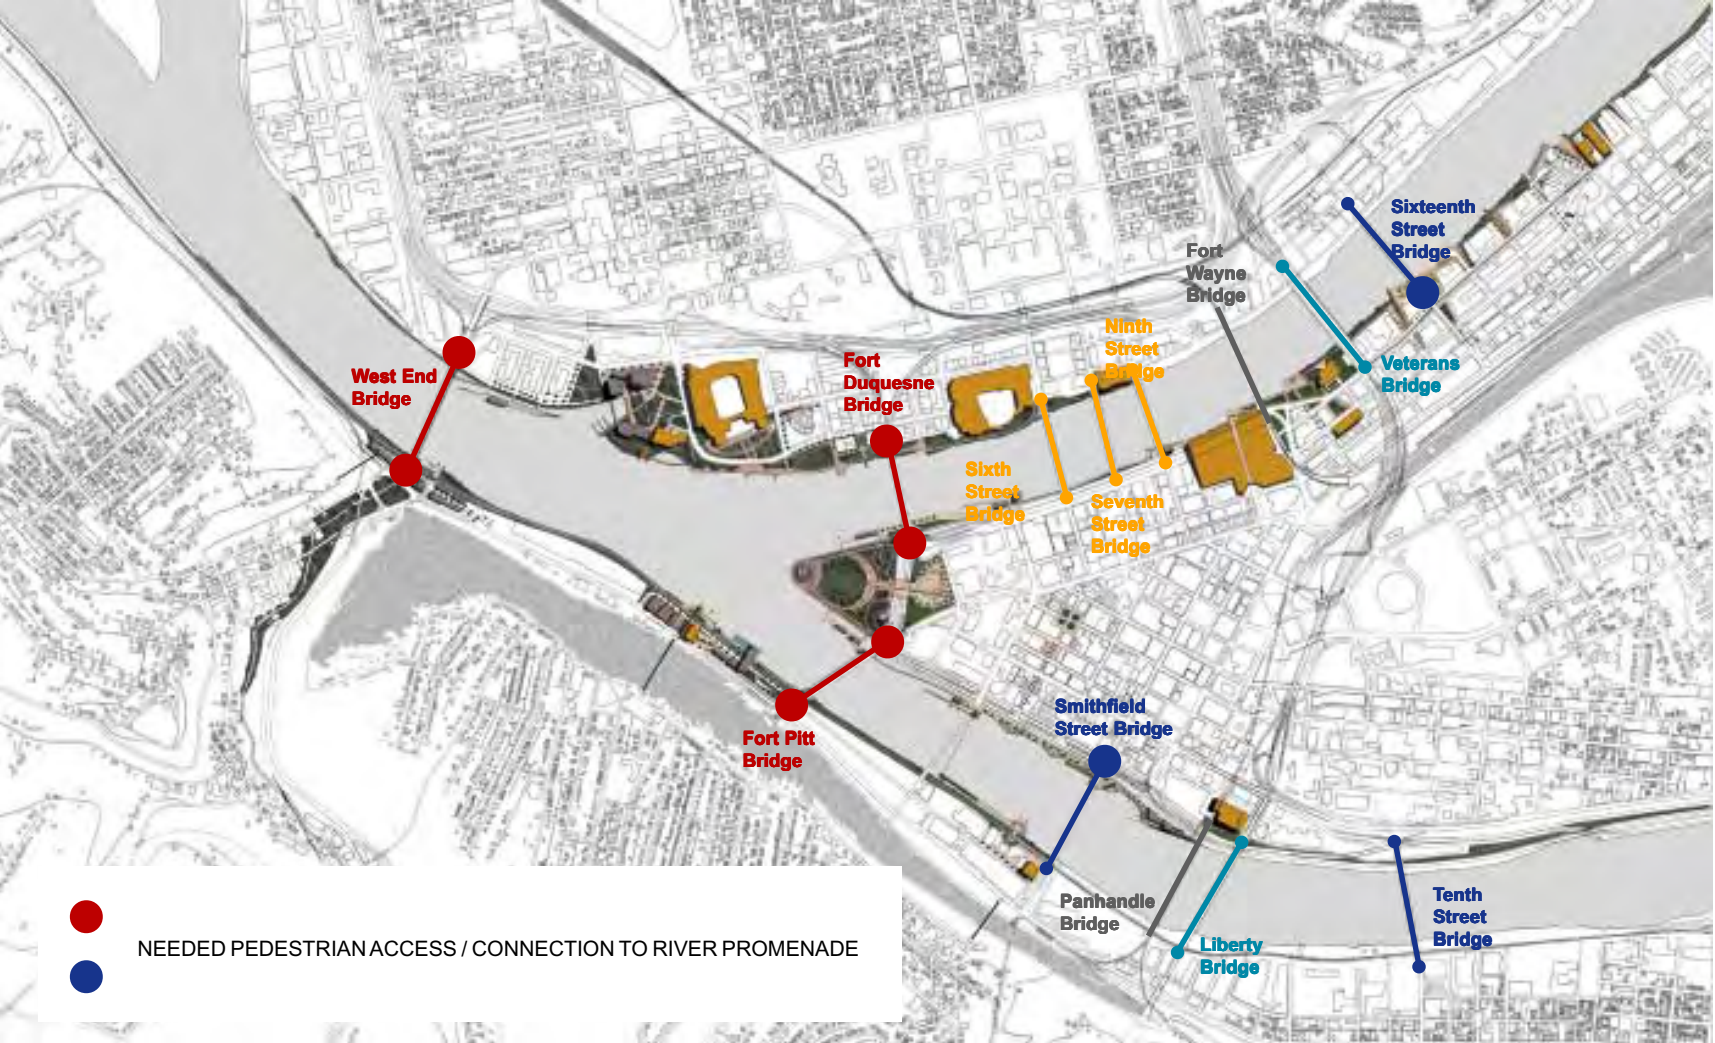 Sixteenth
Street
Bridge
Fort
Wayne
Bridge
Ninth
Street
Bridge
Veterans
Bridge
Fort
Duquesne
Bridge
West End
Bridge
Sixth
Street
Bridge
Seventh
Street
Bridge
Smithfield
Street Bridge
Fort Pitt
Bridge
Panhandle
Bridge
Tenth
Street
Bridge
Liberty
Bridge
NEEDED PEDESTRIAN ACCESS / CONNECTION TO RIVER PROMENADE